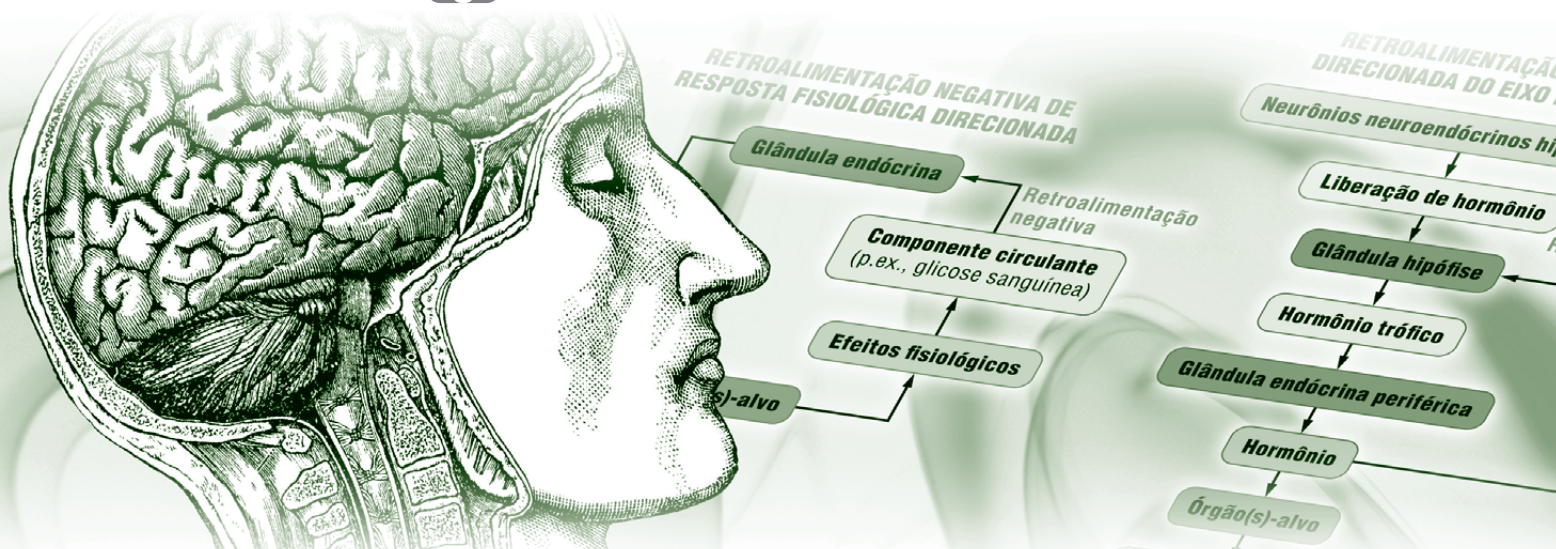 RETROALIMENTAÇÃO NEGATIVA DE
RESPOSTA FISIOLÓGICA DIRECIONADA
Glândula endócrina
Retroalimentação
negativa
Componente circulante
(p.ex., glicose sanguínea)
Efeitos fisiológicos
s)-alvo
RETROALIMENTAÇÃO
DIRECIONADA DO EIXO
Neurônios neuroendócrinos
Liberação de hormônio
Glândula hipófise
Hormônio trófico
Glândula endócrina periférica
Hormônio
Órgão(s)-alvo